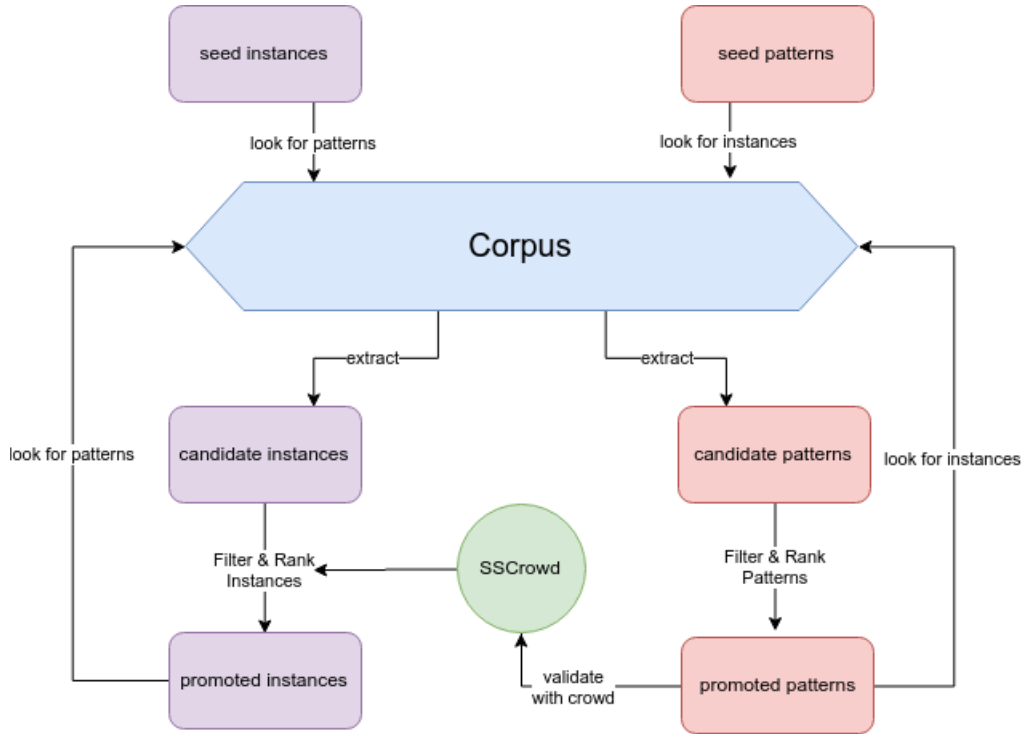 seed instances
seed patterns
look for patterns
look for instances
Corpus
extract
extract
candidate instances
candidate patterns
look for patterns
look for instances
Filter & Rank
Instances
SSCrowd
Filter & Rank
Patterns
promoted instances
validate
with crowd
promoted patterns